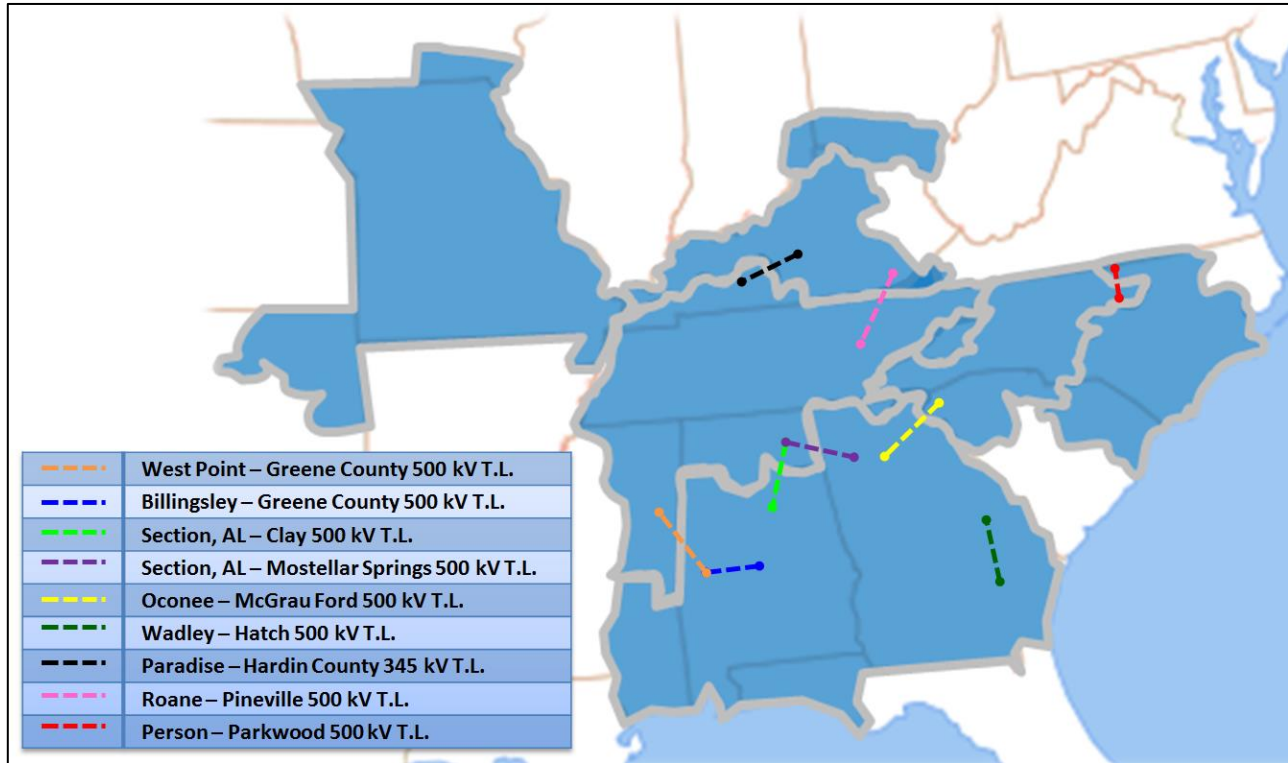 West Point – Greene County 500 kV T.L.
Billingsley – Greene County 500 kV T.L.
Section, AL – Clay 500 kV T.L.
Section, AL – Mostellar Springs 500 kV T.L.
Oconee – McGrau Ford 500 kV T.L.
Wadley – Hatch 500 kV T.L.
Paradise – Hardin County 345 kV T.L.
Roane – Pineville 500 kV T.L.
Person – Parkwood 500 kV T.L.